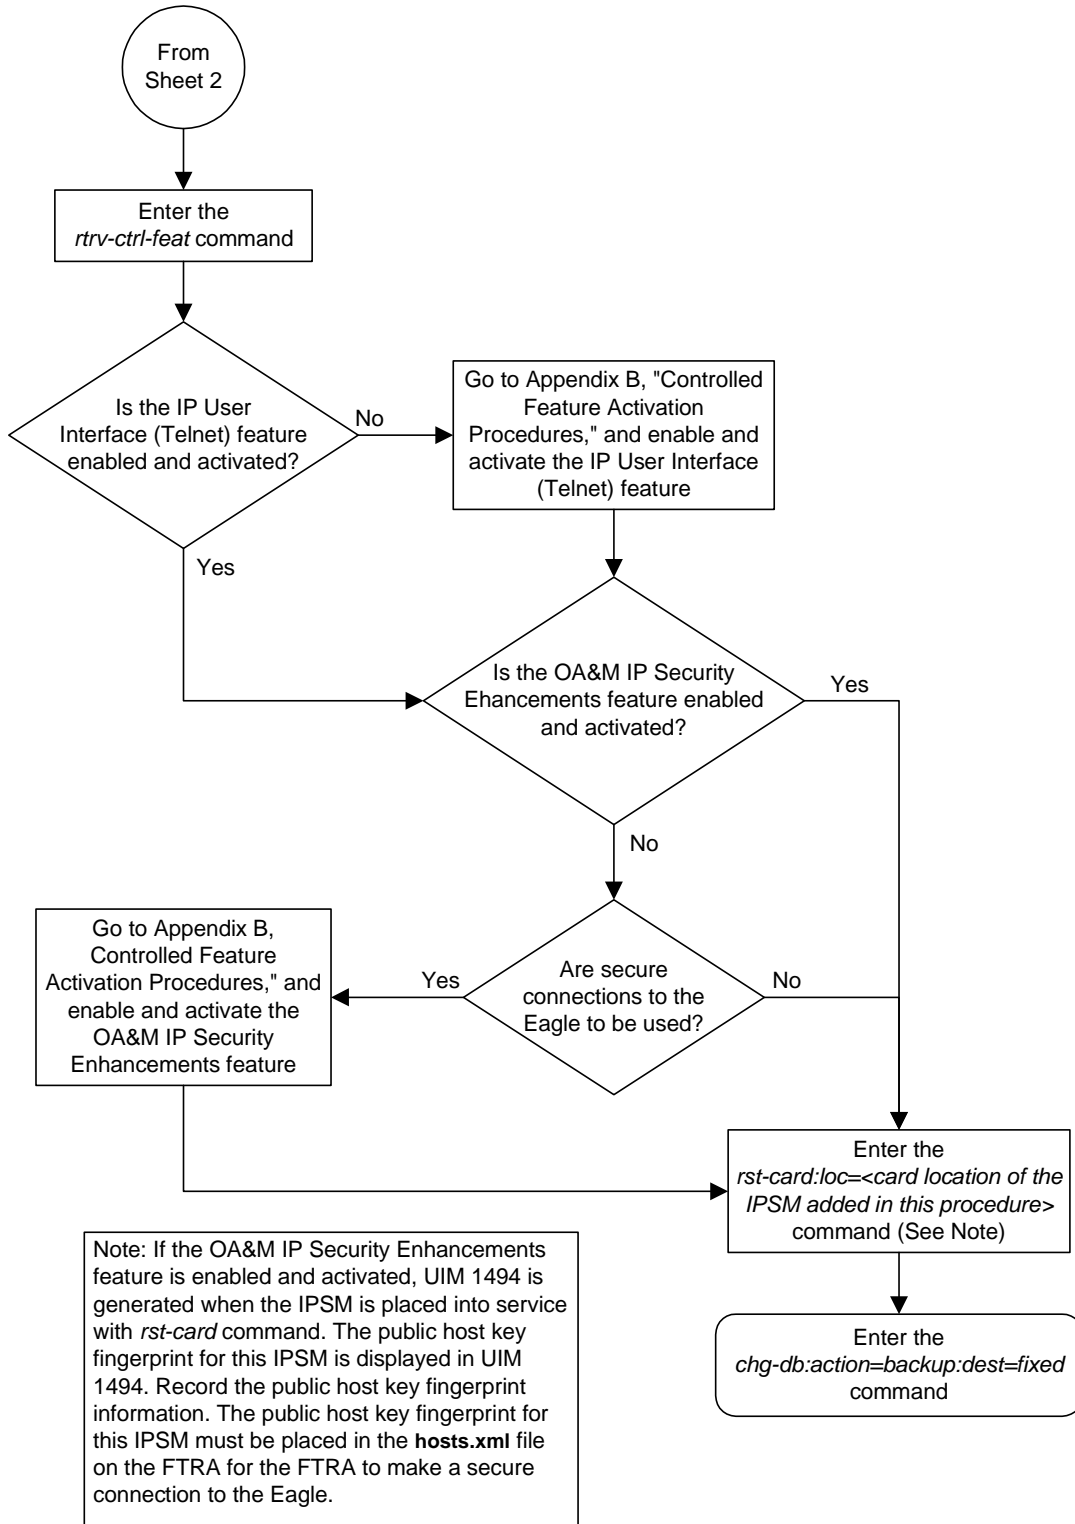 From
Sheet 2
Enter the
rtrv-ctrl-feat command
Is the IP User
Interface (Telnet) feature
enabled and activated?
No
Go to Appendix B, "Controlled
Feature Activation
Procedures," and enable and
activate the IP User Interface
(Telnet) feature
Yes
Is the OA&M IP Security
Ehancements feature enabled
and activated?
Yes
No
Are secure
connections to the
Eagle to be used?
Yes
No
Go to Appendix B,
Controlled Feature
Activation Procedures," and
enable and activate the
OA&M IP Security
Enhancements feature
Enter the
rst-card:loc=<card location of the
IPSM added in this procedure>
command (See Note)
Note: If the OA&M IP Security Enhancements
feature is enabled and activated, UIM 1494 is
generated when the IPSM is placed into service
with rst-card command. The public host key
fingerprint for this IPSM is displayed in UIM
1494. Record the public host key fingerprint
information. The public host key fingerprint for
this IPSM must be placed in the hosts.xml file
on the FTRA for the FTRA to make a secure
connection to the Eagle.
Enter the
chg-db:action=backup:dest=fixed
command